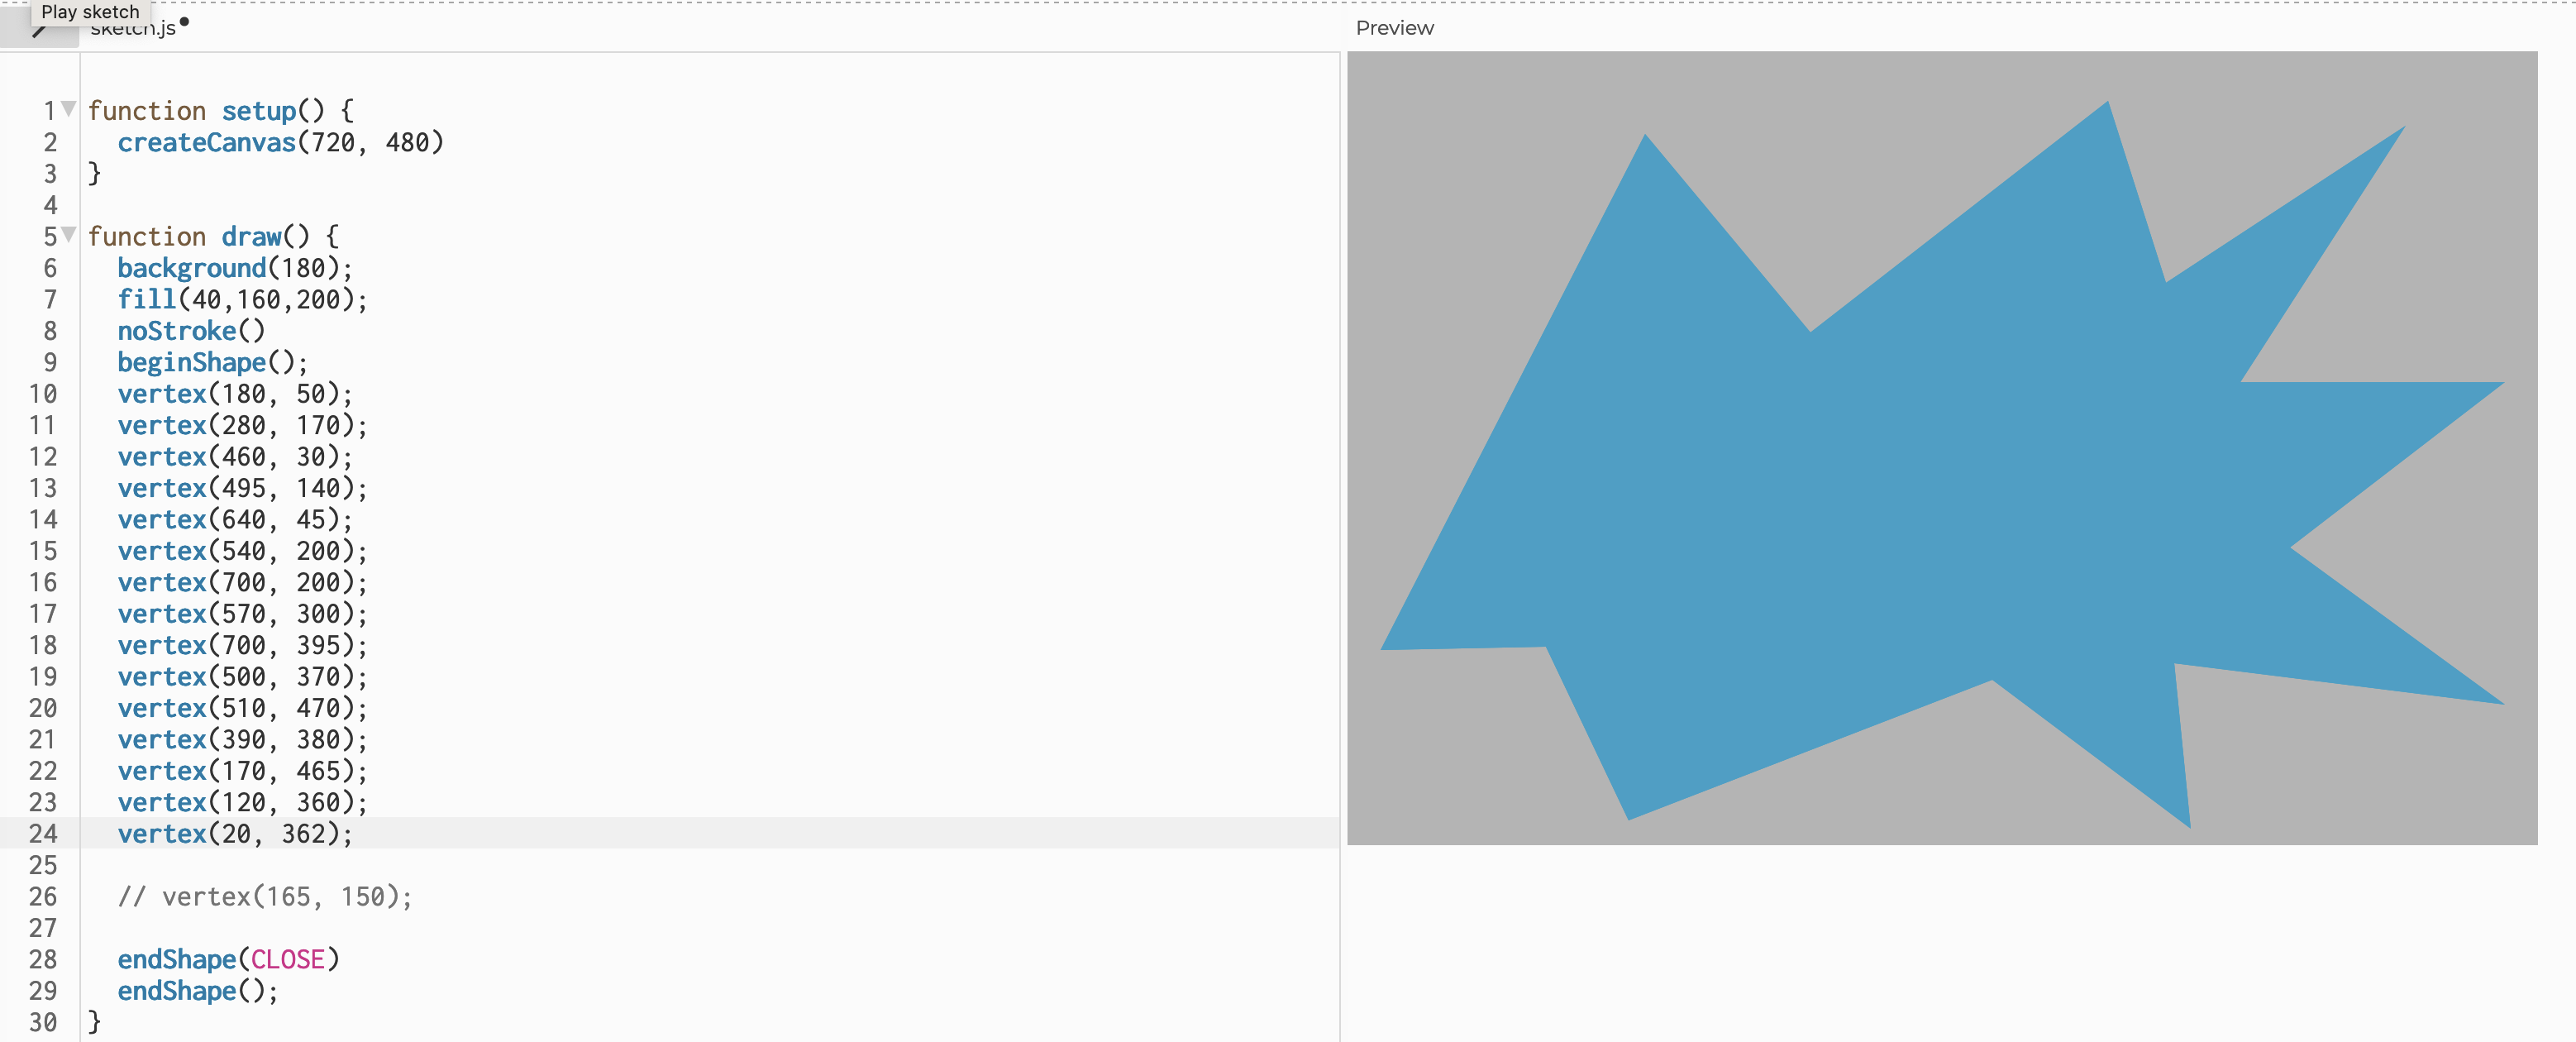 Play sketch
sketch.js
Preview
1 function setup() {
2 createCanvas(720, 480)
3 }
4
5 function draw() {
6 background(180);
7 fill(40,160,200);
8 noStroke()
9 beginShape();
10 vertex(180, 50);
11 vertex(280, 170);
12 vertex(460, 30);
13 vertex(495, 140);
14 vertex(640, 45);
15 vertex(540, 200);
16 vertex(700, 200);
17 vertex(570, 300);
18 vertex(700, 395);
19 vertex(500, 370);
20 vertex(510, 470);
21 vertex(390, 380);
22 vertex(170, 465);
23 vertex(120, 360);
24 vertex(20, 362);
25
26 // vertex(165, 150);
27
28 endShape(CLOSE)
29 endShape();
30 }